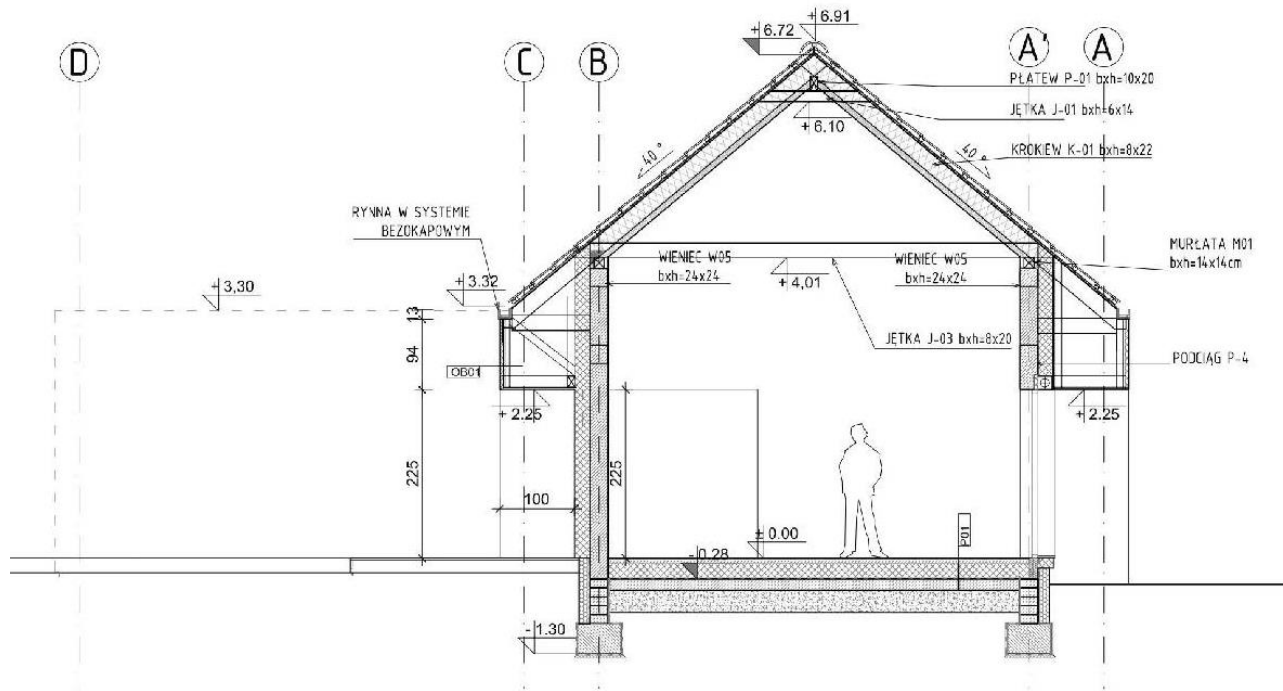 + 6.91
+ 6.72
D
C
B
A'
A
PŁATEW P-01 bxh=10x20
JĘTKA J-01 bxh=6x14
+ 6.10
KROKIEW K-01 bxh=8x22
40°
40°
RYNNA W SYSTEMIE
BEZOKAPOWYM
WIENIEC W05
bxh=24x24
WIENIEC W05
bxh=24x24
MURŁATA M01
bxh=14x14cm
+ 3,30
+ 3.32
+ 4,01
13
94
JĘTKA J-03 bxh=8x20
PODCIĄG P-4
OB01
+ 2.25
+ 2.25
225
225
100
± 0.00
P01
- 0.28
- 1.30